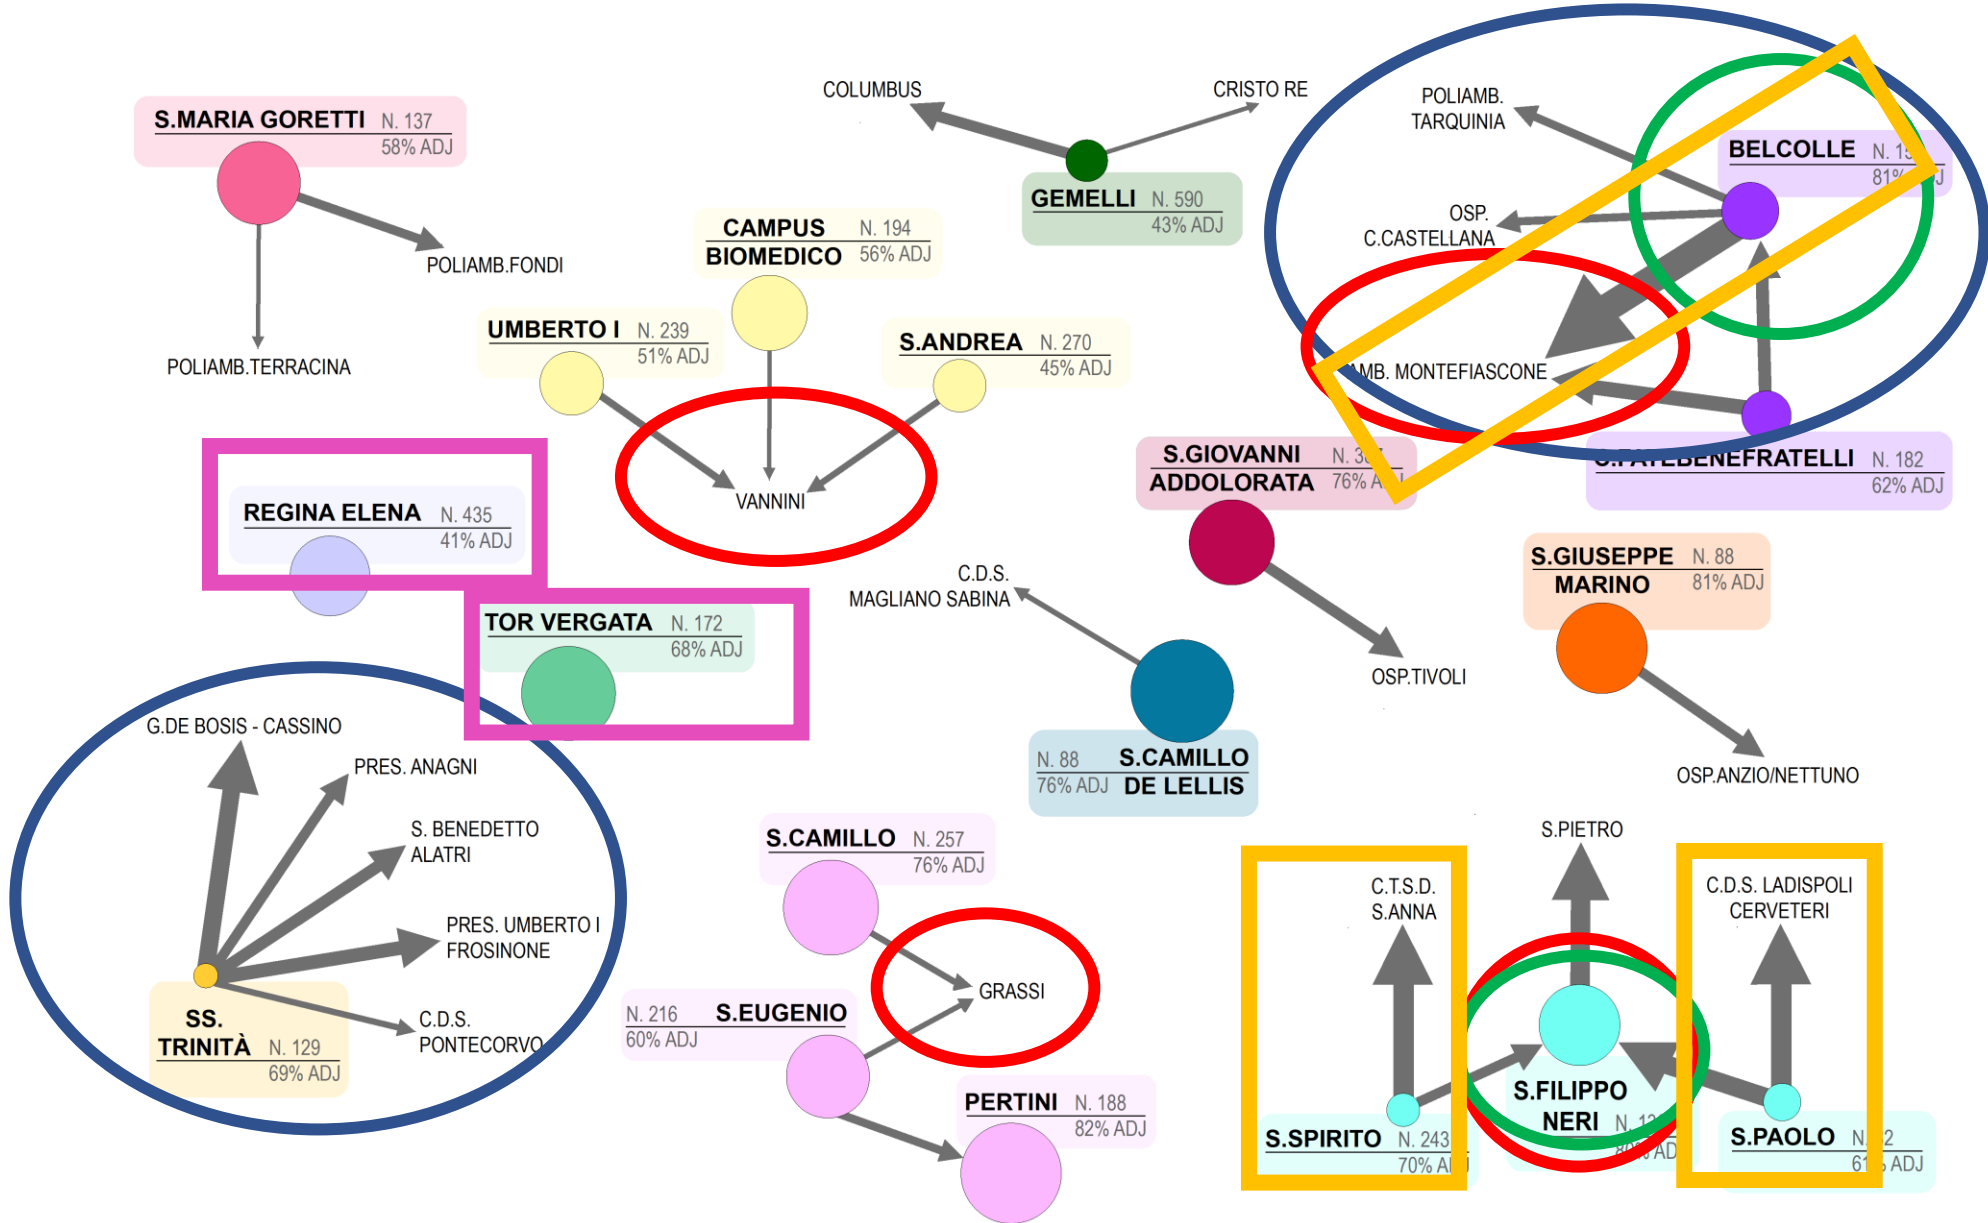 COLUMBUS
CRISTO RE
POLIAMB.
TARQUINIA
S.MARIA GORETTI N. 137
58% ADJ
BELCOLLE
81%
GEMELLI N. 590
43% ADJ
OSP.
C.CASTELLANA
CAMPUS N. 194
BIOMEDICO 56% ADJ
POLIAMB.FONDI
UMBERTO I N. 239
51% ADJ
S.ANDREA N. 270
45% ADJ
POLIAMB.TERRACINA
AMB. MONTEFIASCONE
S.GIOVANNI
ADDOLORATA 76%
S.FATEBENEFRATELLI N. 182
62% ADJ
VANNINI
REGINA ELENA N. 435
41% ADJ
S.GIUSEPPE N. 88
MARINO 81% ADJ
C.D.S.
MAGLIANO SABINA
TOR VERGATA N. 172
68% ADJ
OSP.TIVOLI
G.DE BOSIS - CASSINO
PRES. ANAGNI
N. 88 S.CAMILLO
76% ADJ DE LELLIS
OSP.ANZIO/NETTUNO
S. BENEDETTO
ALATRI
S.CAMILLO N. 257
76% ADJ
S.PIETRO
C.T.S.D.
S.ANNA
C.D.S. LADISPOLI
CERVETERI
PRES. UMBERTO I
FROSINONE
GRASSI
SS.
TRINITÀ N. 129
69% ADJ
C.D.S.
PONTECORVO
N. 216 S.EUGENIO
60% ADJ
PERTINI N. 188
82% ADJ
S.FILIPPO
NERI
S.SPIRITO N. 243
70%
S.PAOLO
ADJ